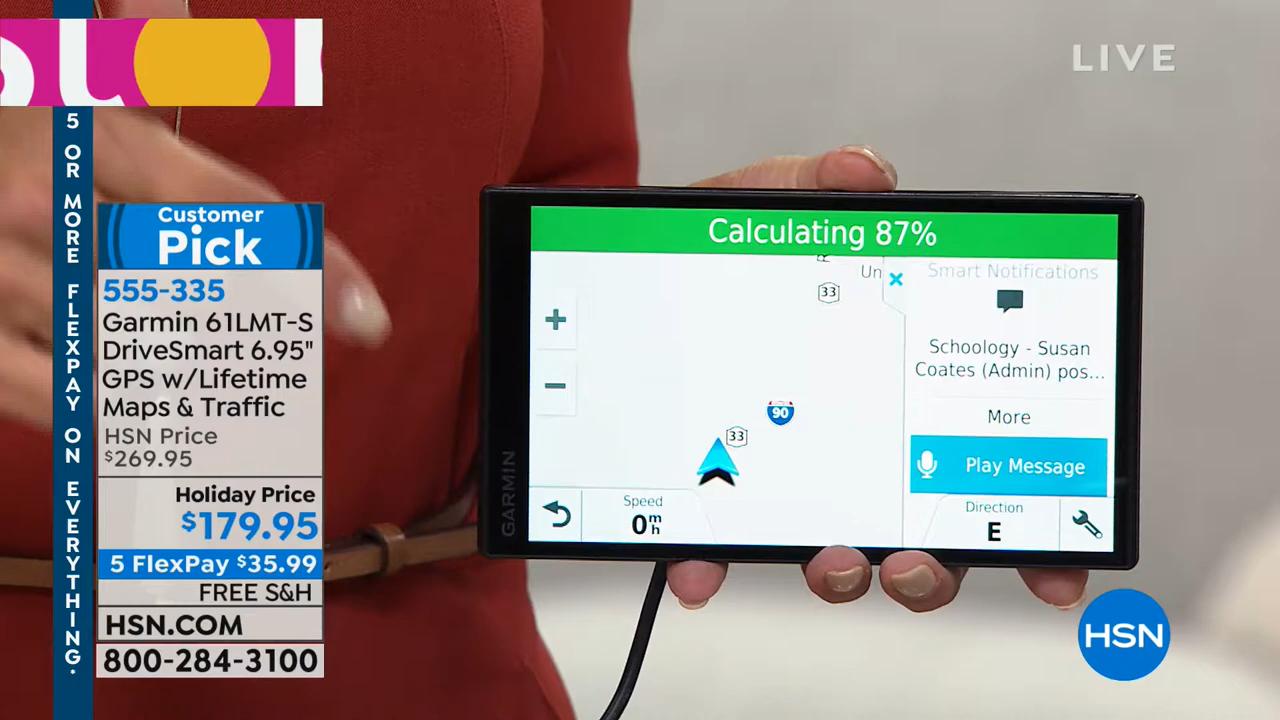 LIVE
5 OR MORE FLEXPAY ON EVERYTHING.
Customer
Pick
555-335
Garmin 61LMT-S
DriveSmart 6.95"
GPS w/Lifetime
Maps & Traffic
HSN Price
$269.95
Holiday Price
$179.95
5 FlexPay $35.99
FREE S&H
HSN.COM
800-284-3100
Calculating 87%
Un
33
Smart Notifications
Schoology - Susan
Coates (Admin) pos...
90
33
More
Play Message
Speed
0 mh
Direction
E
GARMIN
HSN